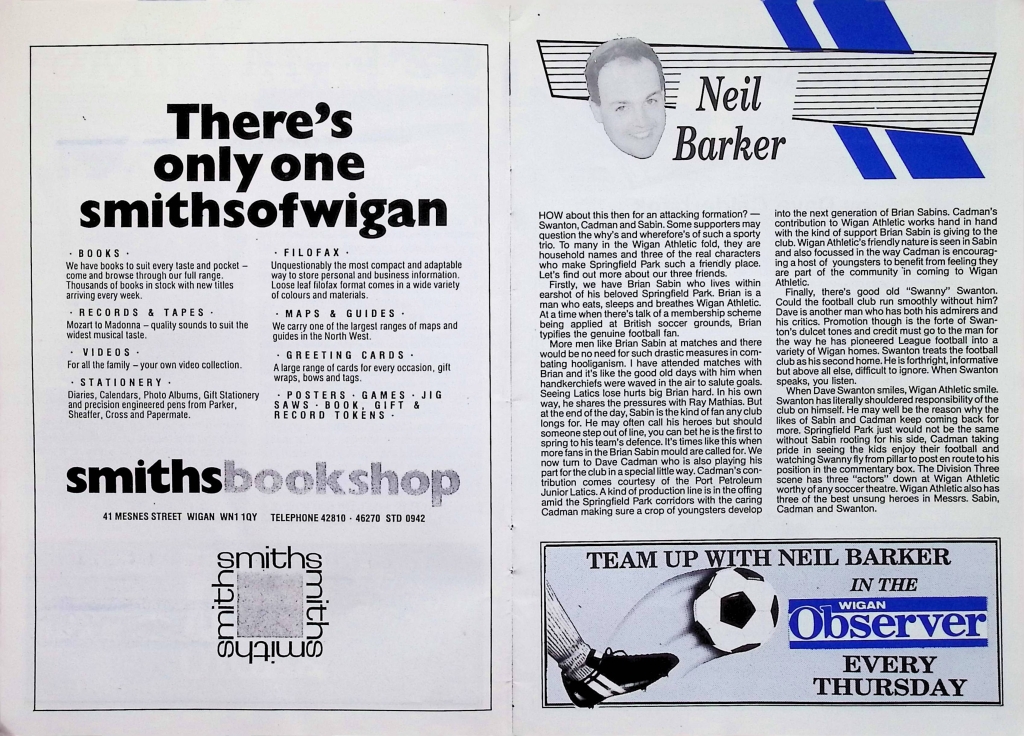 There's
only one
smithsofwigan
· BOOKS ·
We have books to suit every taste and pocket –
come and browse through our full range.
Thousands of books in stock with new titles
arriving every week.
· RECORDS & TAPES ·
Mozart to Madonna – quality sounds to suit the
widest musical taste.
· VIDEOS ·
For all the family – your own video collection.
· STATIONERY ·
Diaries, Calendars, Photo Albums, Gift Stationery
and precision engineered pens from Parker,
Sheaffer, Cross and Papermate.
· FILOFAX ·
Unquestionably the most compact and adaptable
way to store personal and business information.
Loose leaf filofax format comes in a wide variety
of colours and materials.
· MAPS & GUIDES ·
We carry one of the largest ranges of maps and
guides in the North West.
· GREETING CARDS ·
A large range of cards for every occasion, gift
wraps, bows and tags.
· POSTERS · GAMES · JIG
SAWS · BOOK, GIFT &
RECORD TOKENS ·
smithsbookshop
41 MESNES STREET WIGAN WN1 1QY TELEPHONE 42810 · 46270 STD 0942
smiths
smiths
smiths
smiths
Neil
Barker
HOW about this then for an attacking formation? —
Swanton, Cadman and Sabin. Some supporters may
question the why's and wherefore's of such a sporty
trio. To many in the Wigan Athletic fold, they are
household names and three of the real characters
who make Springfield Park such a friendly place.
Let's find out more about our three friends.
Firstly, we have Brian Sabin who lives within
earshot of his beloved Springfield Park. Brian is a
man who eats, sleeps and breathes Wigan Athletic.
At a time when there's talk of a membership scheme
being applied at British soccer grounds, Brian
typifies the genuine football fan.
More men like Brian Sabin at matches and there
would be no need for such drastic measures in com-
bating hooliganism. I have attended matches with
Brian and it's like the good old days with him when
handkerchiefs were waved in the air to salute goals.
Seeing Latics lose hurts big Brian hard. In his own
way, he shares the pressures with Ray Mathias. But
at the end of the day, Sabin is the kind of fan any club
longs for. He may often call his heroes but should
someone step out of line, you can bet he is the first to
spring to his team's defence. It's times like this when
more fans in the Brian Sabin mould are called for. We
now turn to Dave Cadman who is also playing his
part for the club in a special little way. Cadman's con-
tribution comes courtesy of the Port Petroleum
Junior Latics. A kind of production line is in the offing
amid the Springfield Park corridors with the caring
Cadman making sure a crop of youngsters develop
into the next generation of Brian Sabins. Cadman's
contribution to Wigan Athletic works hand in hand
with the kind of support Brian Sabin is giving to the
club. Wigan Athletic's friendly nature is seen in Sabin
and also focussed in the way Cadman is encourag-
ing a host of youngsters to benefit from feeling they
are part of the community in coming to Wigan
Athletic.
Finally, there's good old "Swanny" Swanton.
Could the football club run smoothly without him?
Dave is another man who has both his admirers and
his critics. Promotion though is the forte of Swan-
ton's dulcet tones and credit must go to the man for
the way he has pioneered League football into a
variety of Wigan homes. Swanton treats the football
club as his second home. He is forthright, informative
but above all else, difficult to ignore. When Swanton
speaks, you listen.
When Dave Swanton smiles, Wigan Athletic smile.
Swanton has literally shouldered responsibility of the
club on himself. He may well be the reason why the
likes of Sabin and Cadman keep coming back for
more. Springfield Park just would not be the same
without Sabin rooting for his side, Cadman taking
pride in seeing the kids enjoy their football and
watching Swanny fly from pillar to post en route to his
position in the commentary box. The Division Three
scene has three "actors" down at Wigan Athletic
worthy of any soccer theatre. Wigan Athletic also has
three of the best unsung heroes in Messrs. Sabin,
Cadman and Swanton.
TEAM UP WITH NEIL BARKER
IN THE
WIGAN
Observer
EVERY
THURSDAY